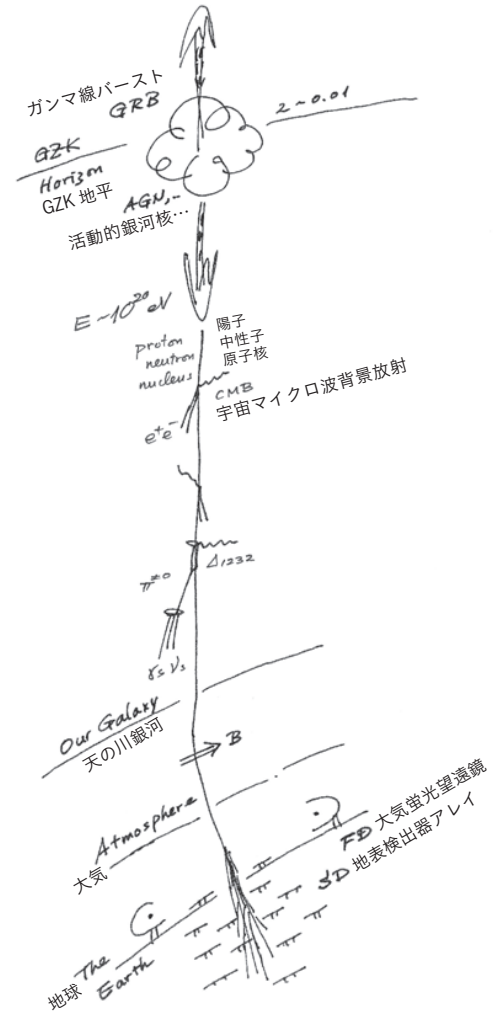 ガンマ線バースト
GRB
2~0.01
GZK
Horizon
GZK 地平
AGN,..
活動的銀河核…
E~10²⁰ eV
陽子
中性子
原子核
proton
neutron
nucleus
CMB
宇宙マイクロ波背景放射
e⁺e⁻
Δ1232
π±0
γs νs
Our Galaxy
天の川銀河
B
Atmosphere
大気
FD 大気蛍光望遠鏡
SD 地表検出器アレイ
The
Earth
地球